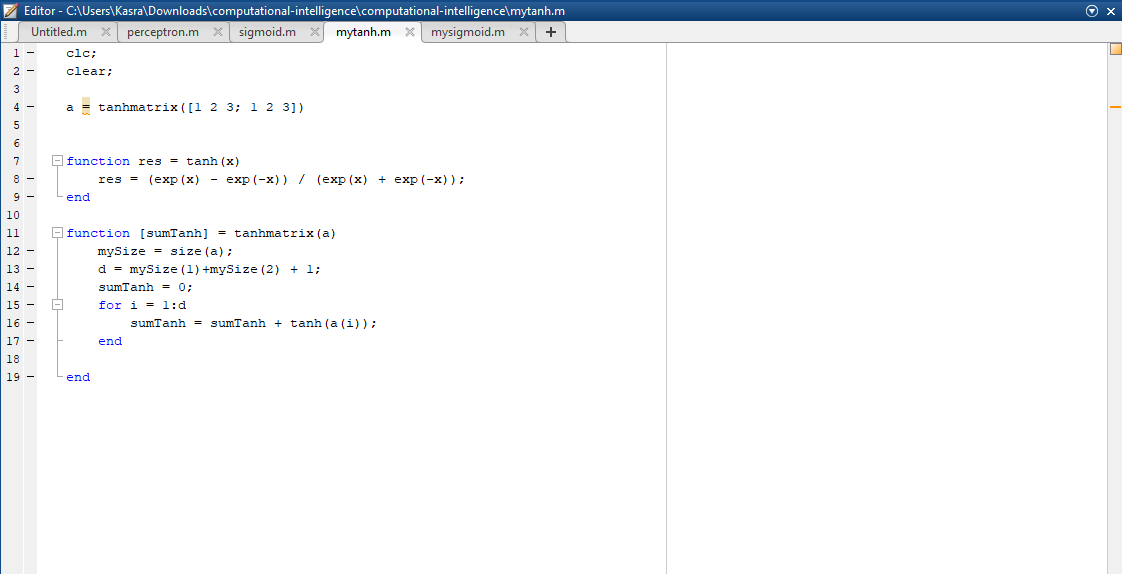 Editor - C:\Users\Kasra\Downloads\computational-intelligence\computational-intelligence\mytanh.m
Untitled.m perceptron.m sigmoid.m mytanh.m mysigmoid.m
1 clc;
2 clear;
3
4 a = tanhmatrix([1 2 3; 1 2 3])
5
6
7 function res = tanh(x)
8 res = (exp(x) - exp(-x)) / (exp(x) + exp(-x));
9 end
10
11 function [sumTanh] = tanhmatrix(a)
12 mySize = size(a);
13 d = mySize(1)+mySize(2) + 1;
14 sumTanh = 0;
15 for i = 1:d
16 sumTanh = sumTanh + tanh(a(i));
17 end
18
19 end